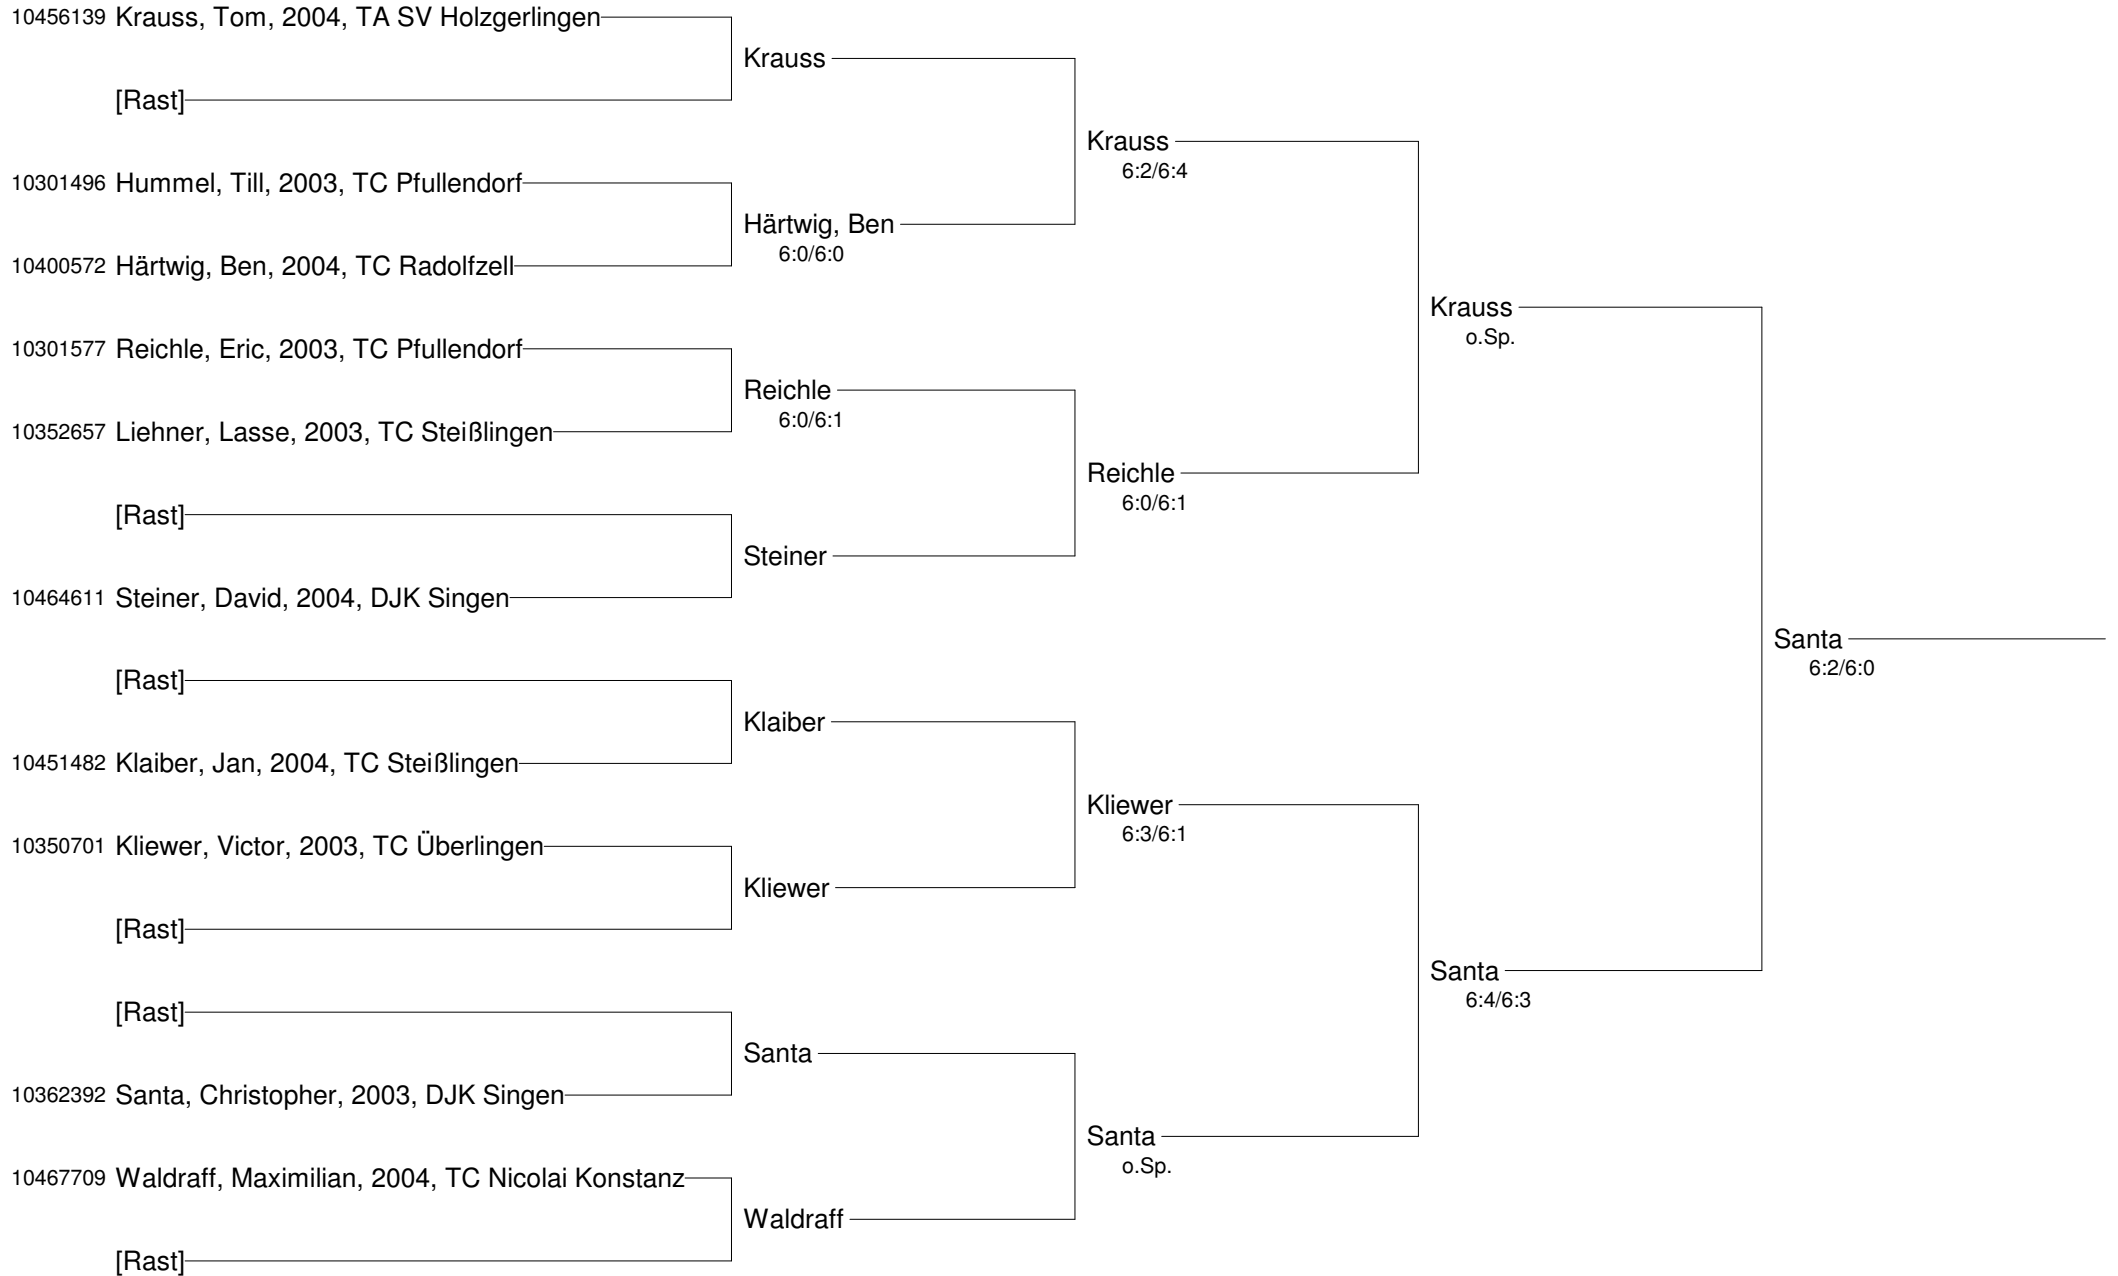 10456139 Krauss, Tom, 2004, TA SV Holzgerlingen
Krauss
[Rast]
Krauss
6:2/6:4
10301496 Hummel, Till, 2003, TC Pfullendorf
Härtwig, Ben
6:0/6:0
10400572 Härtwig, Ben, 2004, TC Radolfzell
Krauss
o.Sp.
10301577 Reichle, Eric, 2003, TC Pfullendorf
Reichle
6:0/6:1
10352657 Liehner, Lasse, 2003, TC Steißlingen
Reichle
6:0/6:1
[Rast]
Steiner
10464611 Steiner, David, 2004, DJK Singen
Santa
6:2/6:0
[Rast]
Klaiber
10451482 Klaiber, Jan, 2004, TC Steißlingen
Kliewer
6:3/6:1
10350701 Kliewer, Victor, 2003, TC Überlingen
Kliewer
[Rast]
Santa
6:4/6:3
[Rast]
Santa
10362392 Santa, Christopher, 2003, DJK Singen
Santa
o.Sp.
10467709 Waldraff, Maximilian, 2004, TC Nicolai Konstanz
Waldraff
[Rast]